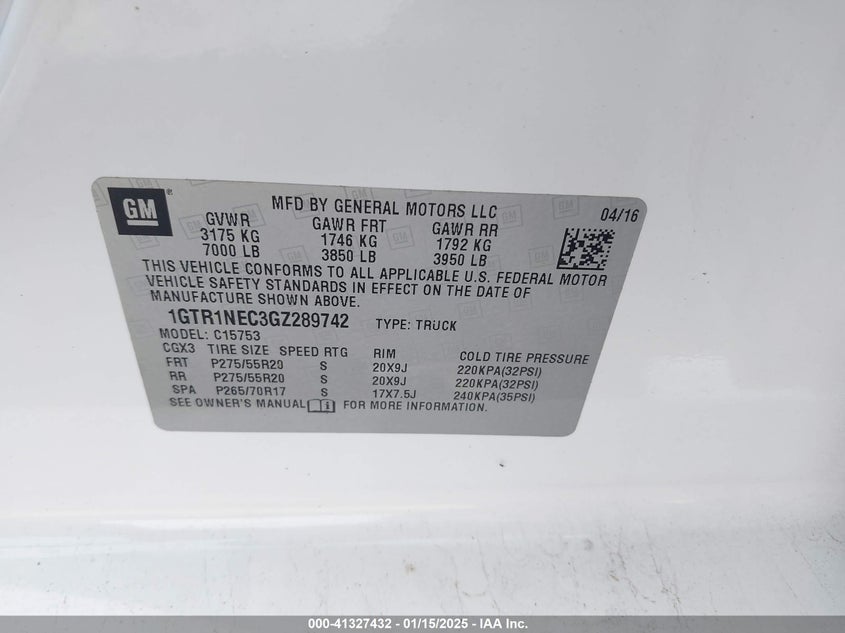 GM ®
MFD BY GENERAL MOTORS LLC 04/16
GVWR GAWR FRT GAWR RR
3175 KG 1746 KG 1792 KG
7000 LB 3850 LB 3950 LB
THIS VEHICLE CONFORMS TO ALL APPLICABLE U.S. FEDERAL MOTOR
VEHICLE SAFETY STANDARDS IN EFFECT ON THE DATE OF
MANUFACTURE SHOWN ABOVE.
1GTR1NEC3GZ289742 TYPE: TRUCK
MODEL: C15753
CGX3 TIRE SIZE SPEED RTG RIM COLD TIRE PRESSURE
FRT P275/55R20 S 20X9J 220KPA(32PSI)
RR P275/55R20 S 20X9J 220KPA(32PSI)
SPA P265/70R17 S 17X7.5J 240KPA(35PSI)
SEE OWNER'S MANUAL FOR MORE INFORMATION.
000-41327432 - 01/15/2025 - IAA Inc.